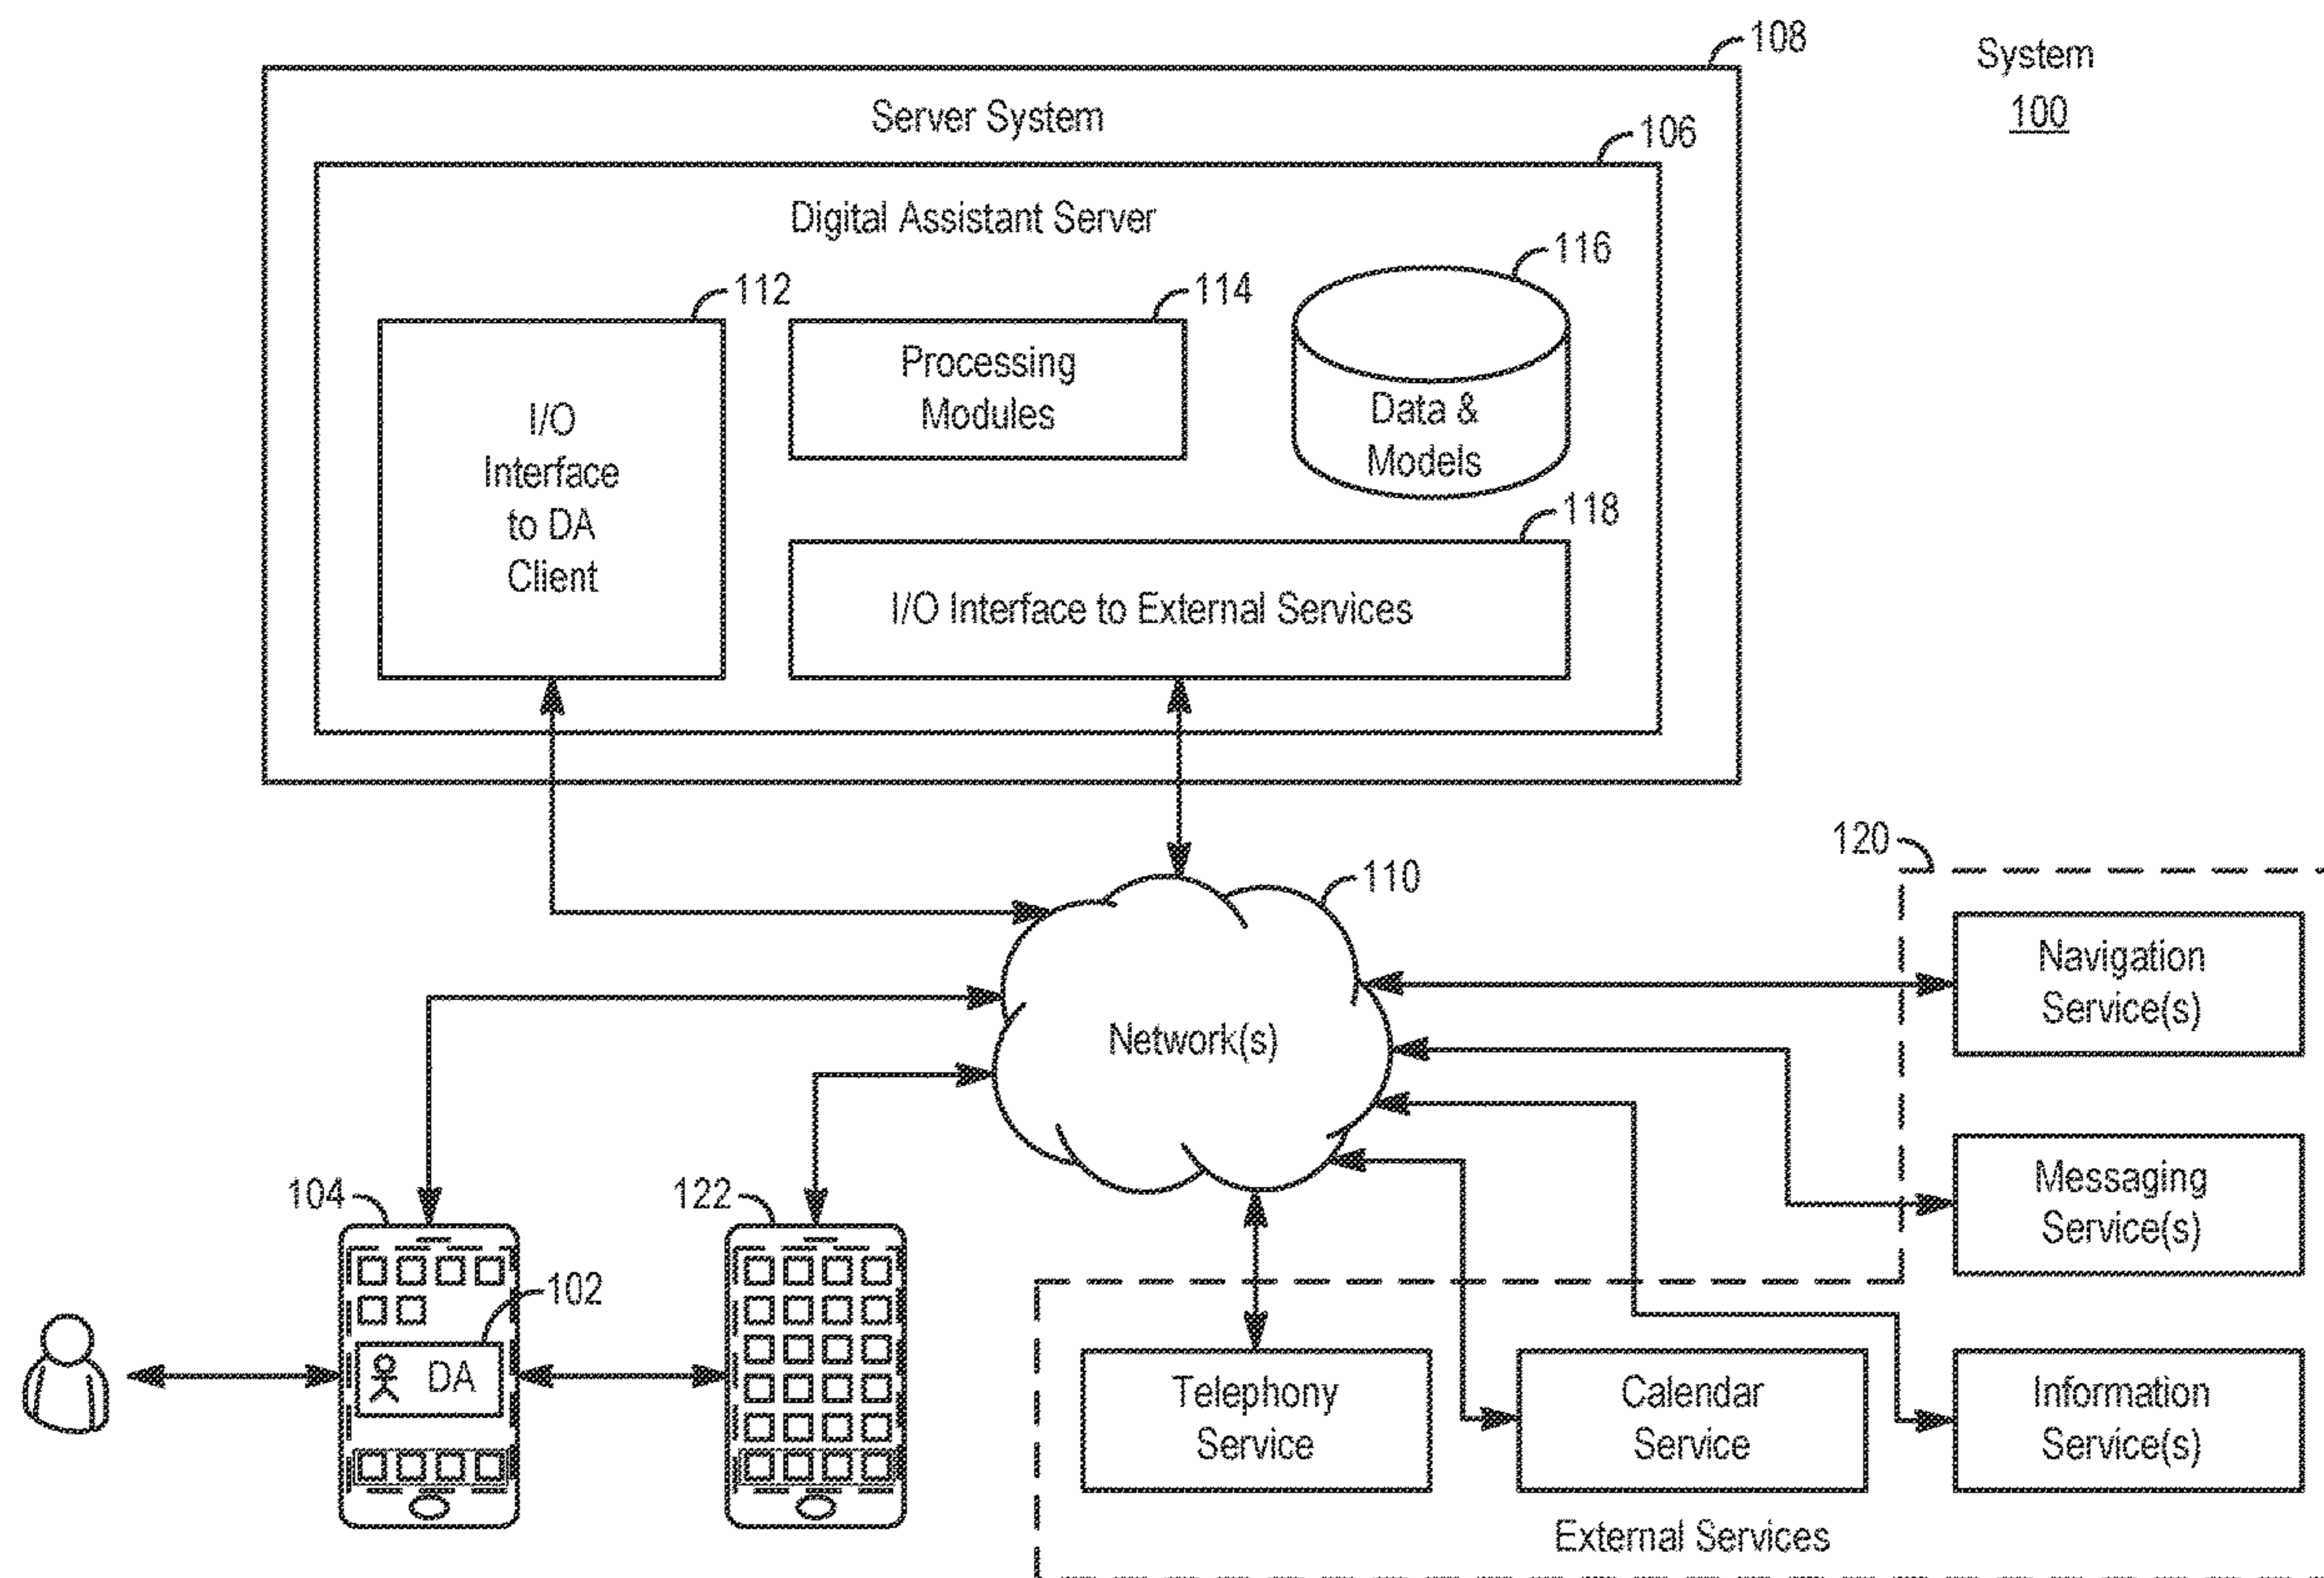 108
System
100
Server System
106
Digital Assistant Server
116
112
114
I/O
Interface
to DA
Client
Processing
Modules
Data &
Models
118
I/O Interface to External Services
120
110
Navigation
Service(s)
Network(s)
Messaging
Service(s)
104
122
102
DA
Telephony
Service
Calendar
Service
Information
Service(s)
External Services